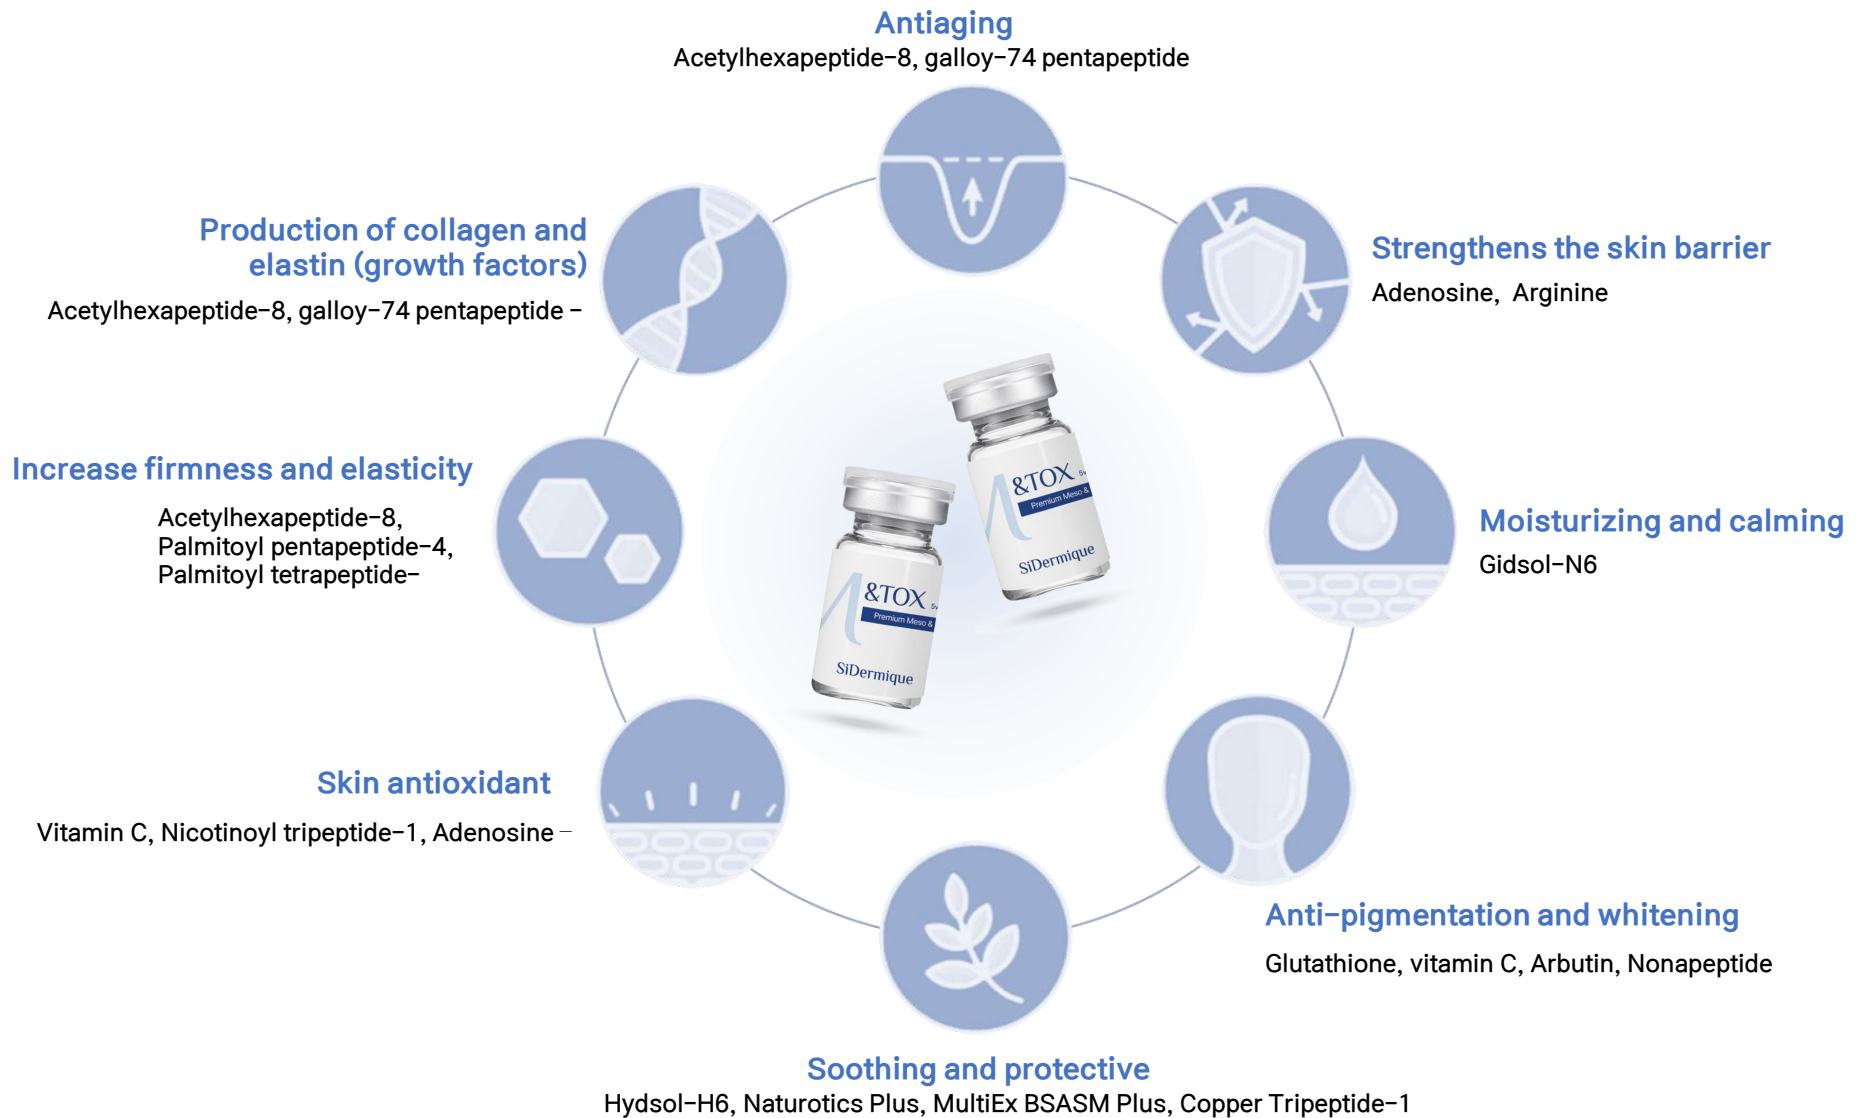 Antiaging
Acetylhexapeptide-8, galloy-74 pentapeptide
Production of collagen and
elastin (growth factors)
Acetylhexapeptide-8, galloy-74 pentapeptide -
Strengthens the skin barrier
Adenosine, Arginine
Increase firmness and elasticity
Acetylhexapeptide-8,
Palmitoyl pentapeptide-4,
Palmitoyl tetrapeptide-
Moisturizing and calming
Gidsol-N6
&TOX
Premium Meso &
SiDermique
&TOX
Premium Meso &
SiDermique
Skin antioxidant
Vitamin C, Nicotinoyl tripeptide-1, Adenosine -
Anti-pigmentation and whitening
Glutathione, vitamin C, Arbutin, Nonapeptide
Soothing and protective
Hydsol-H6, Naturotics Plus, MultiEx BSASM Plus, Copper Tripeptide-1